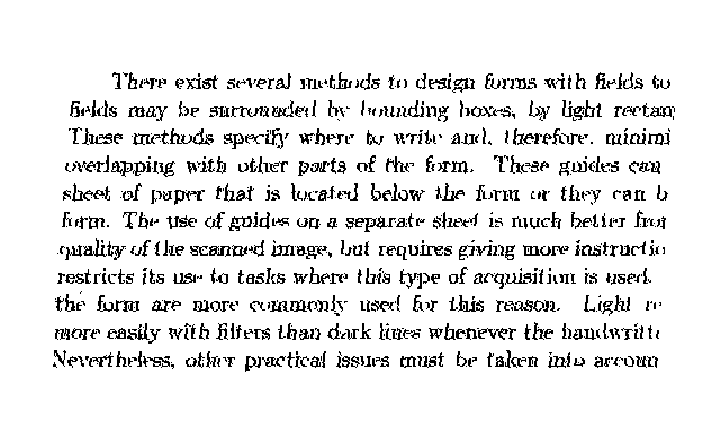 There exist several methods to design forms with fields to
fields may be surrounded by bounding boxes, by light rectan
These methods specify where to write and, therefore, minimi
overlapping with other parts of the form. These guides can
sheet of paper that is located below the form or they can b
form. The use of guides on a separate sheet is much better from
quality of the scanned image, but requires giving more instructio
restricts its use to tasks where this type of acquisition is used.
the form are more commonly used for this reason. Light re
more easily with filters than dark lines whenever the handwritt
Nevertheless, other practical issues must be taken into accoun